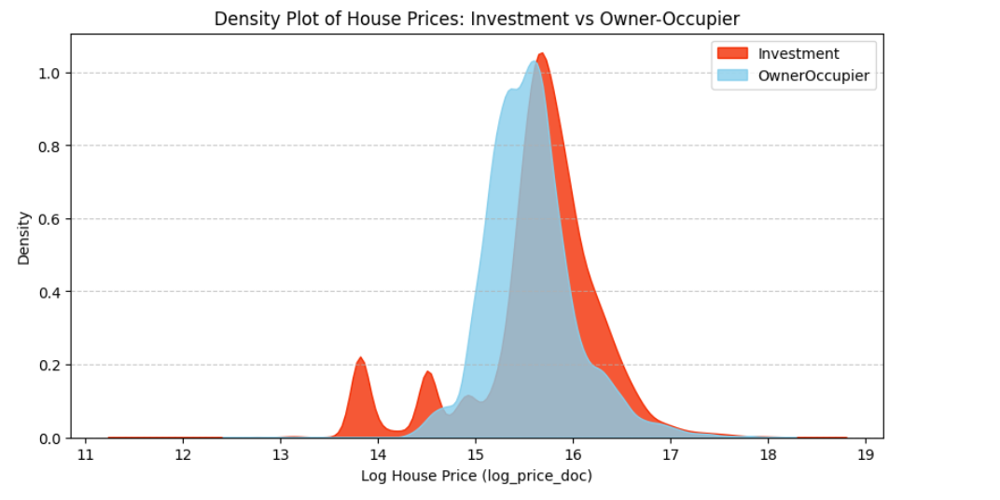 Density Plot of House Prices: Investment vs Owner-Occupier
Investment
OwnerOccupier
Density
1.0
0.8
0.6
0.4
0.2
0.0
11 12 13 14 15 16 17 18 19
Log House Price (log_price_doc)